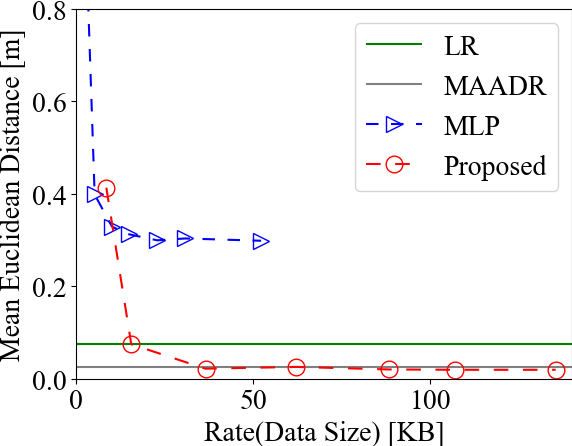 0.8
0.6
0.4
0.2
0.0
0
50
100
Mean Euclidean Distance [m]
Rate(Data Size) [KB]
LR
MAADR
MLP
Proposed